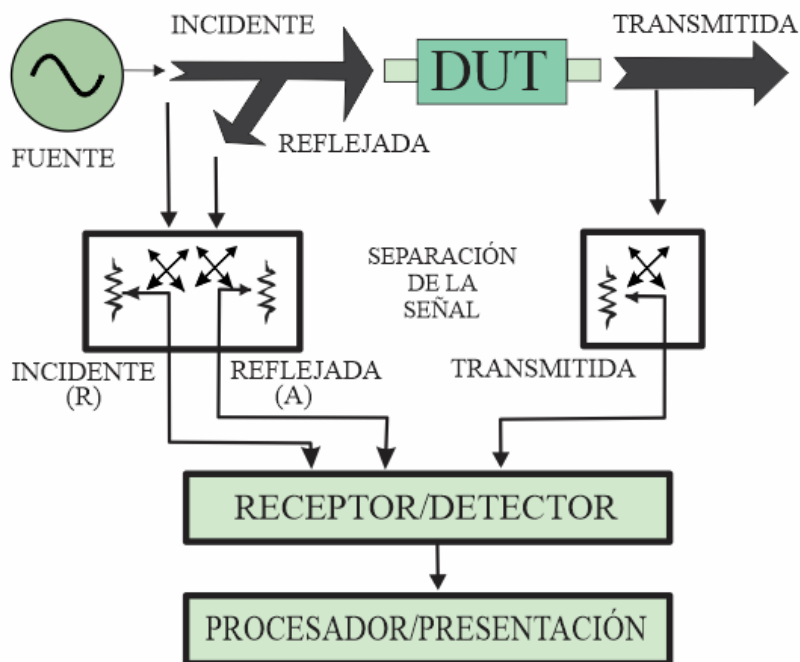 INCIDENTE
TRANSMITIDA
DUT
REFLEJADA
FUENTE
SEPARACIÓN
DE LA
SEÑAL
INCIDENTE
(R)
REFLEJADA
(A)
TRANSMITIDA
RECEPTOR/DETECTOR
PROCESADOR/PRESENTACIÓN